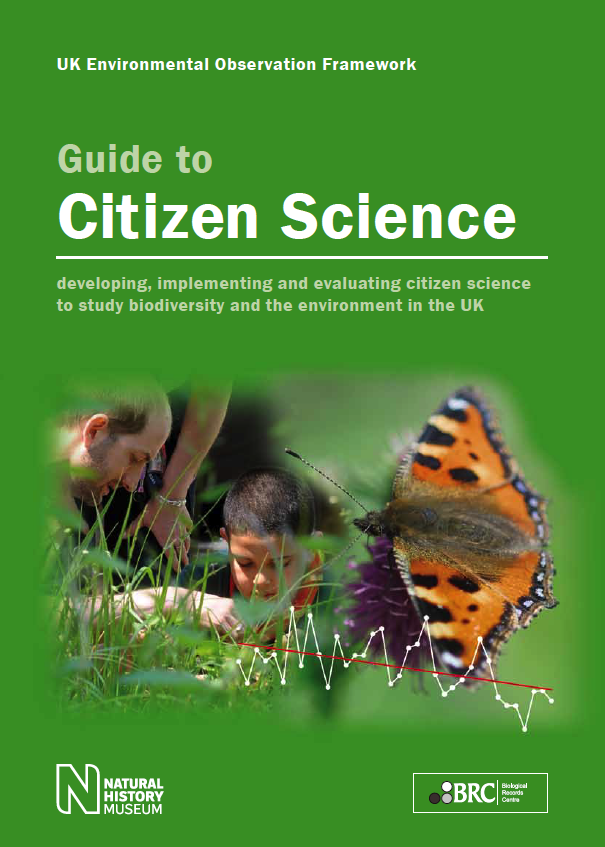 UK Environmental Observation Framework
Guide to
Citizen Science
developing, implementing and evaluating citizen science
to study biodiversity and the environment in the UK
NATURAL
HISTORY
MUSEUM
BRC
Biological
Records
Centre